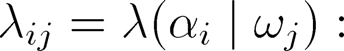 λ_{ij} = λ(α_i | ω_j) :